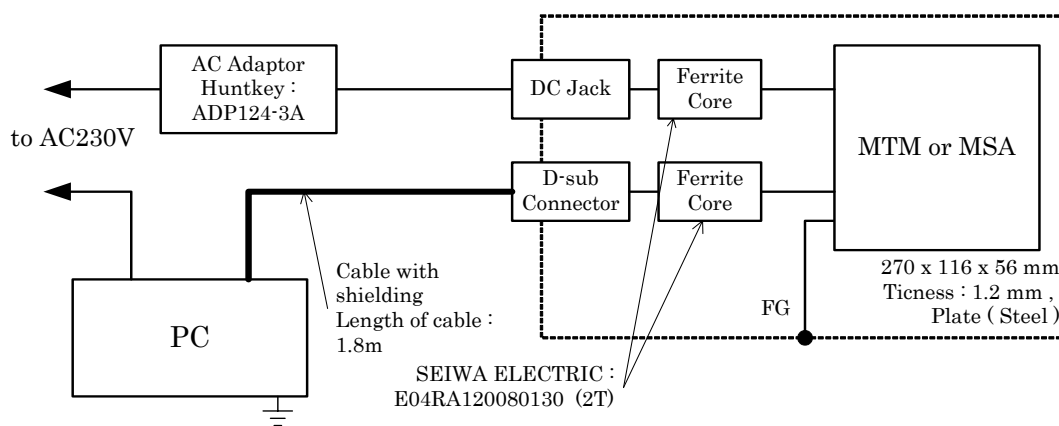 AC Adaptor
Huntkey :
ADP124-3A
to AC230V
DC Jack
Ferrite
Core
MTM or MSA
D-sub
Connector
Ferrite
Core
Cable with
shielding
Length of cable :
1.8m
PC
FG
270 x 116 x 56 mm
Ticness : 1.2 mm ,
Plate ( Steel )
SEIWA ELECTRIC :
E04RA120080130 (2T)